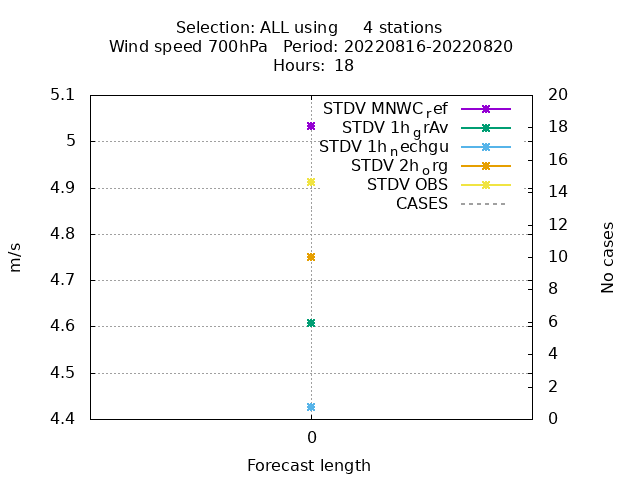 Selection: ALL using     4 stations
Wind speed 700hPa   Period: 20220816-20220820
Hours: 18
5.1
5
4.9
4.8
4.7
4.6
4.5
4.4
20
18
16
14
12
10
8
6
4
2
0
STDV MNWC_ref
STDV 1h_grAv
STDV 1h_nechgu
STDV 2h_org
STDV OBS
CASES
m/s
No cases
0
Forecast length